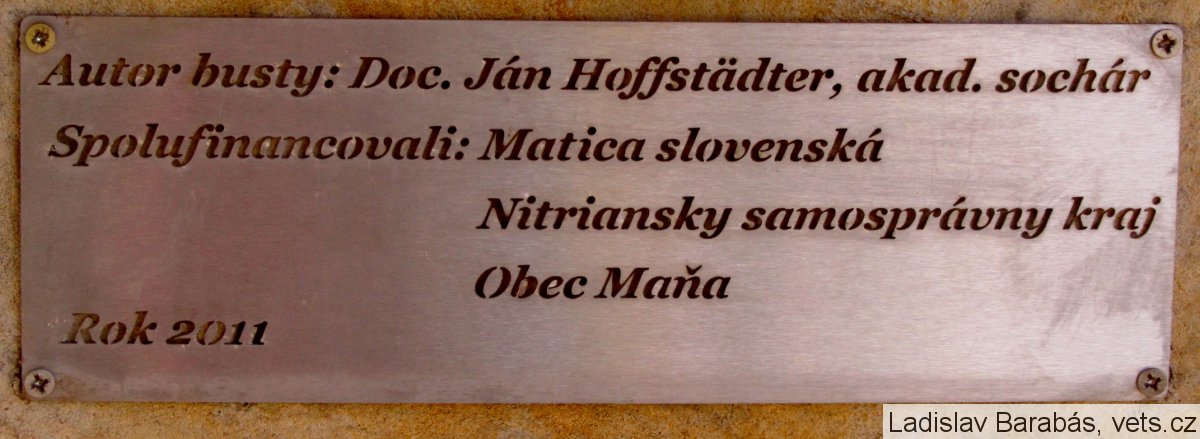 Autor busty: Doc. Ján Hoffstädter, akad. sochár
Spolufinancovali: Matica slovenská
Nitriansky samosprávny kraj
Obec Maňa
Rok 2011
Ladislav Barabás, vets.cz